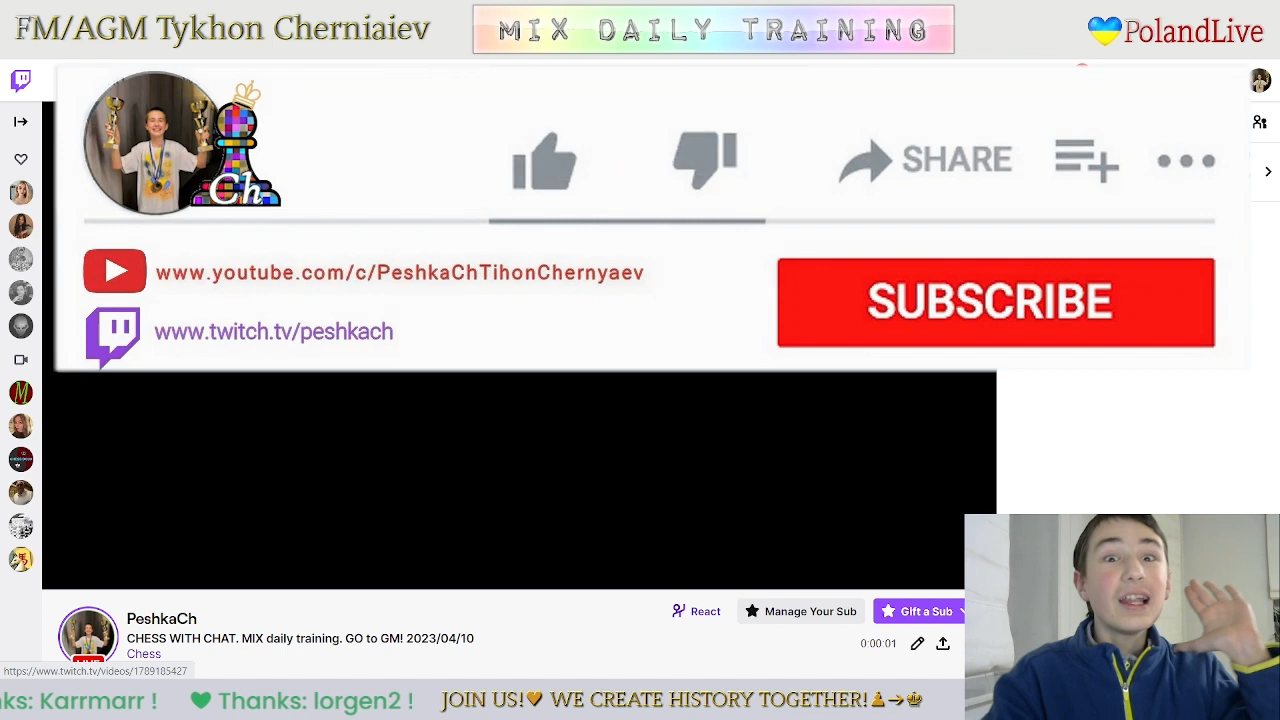 FM/AGM Tykhon Cherniaiev
MIX DAILY TRAINING
PolandLive
Ch
SHARE
www.youtube.com/c/PeshkaChTihonChernyaev
SUBSCRIBE
www.twitch.tv/peshkach
M
PeshkaCh
React
Manage Your Sub
Gift a Sub
CHESS WITH CHAT. MIX daily training. GO to GM! 2023/04/10
0:00:01
Chess
LIVE
https://www.twitch.tv/videos/1789185427
nks: Karrmarr ! Thanks: lorgen2 ! JOIN US!🧡 WE CREATE HISTORY TOGETHER!♟→♚